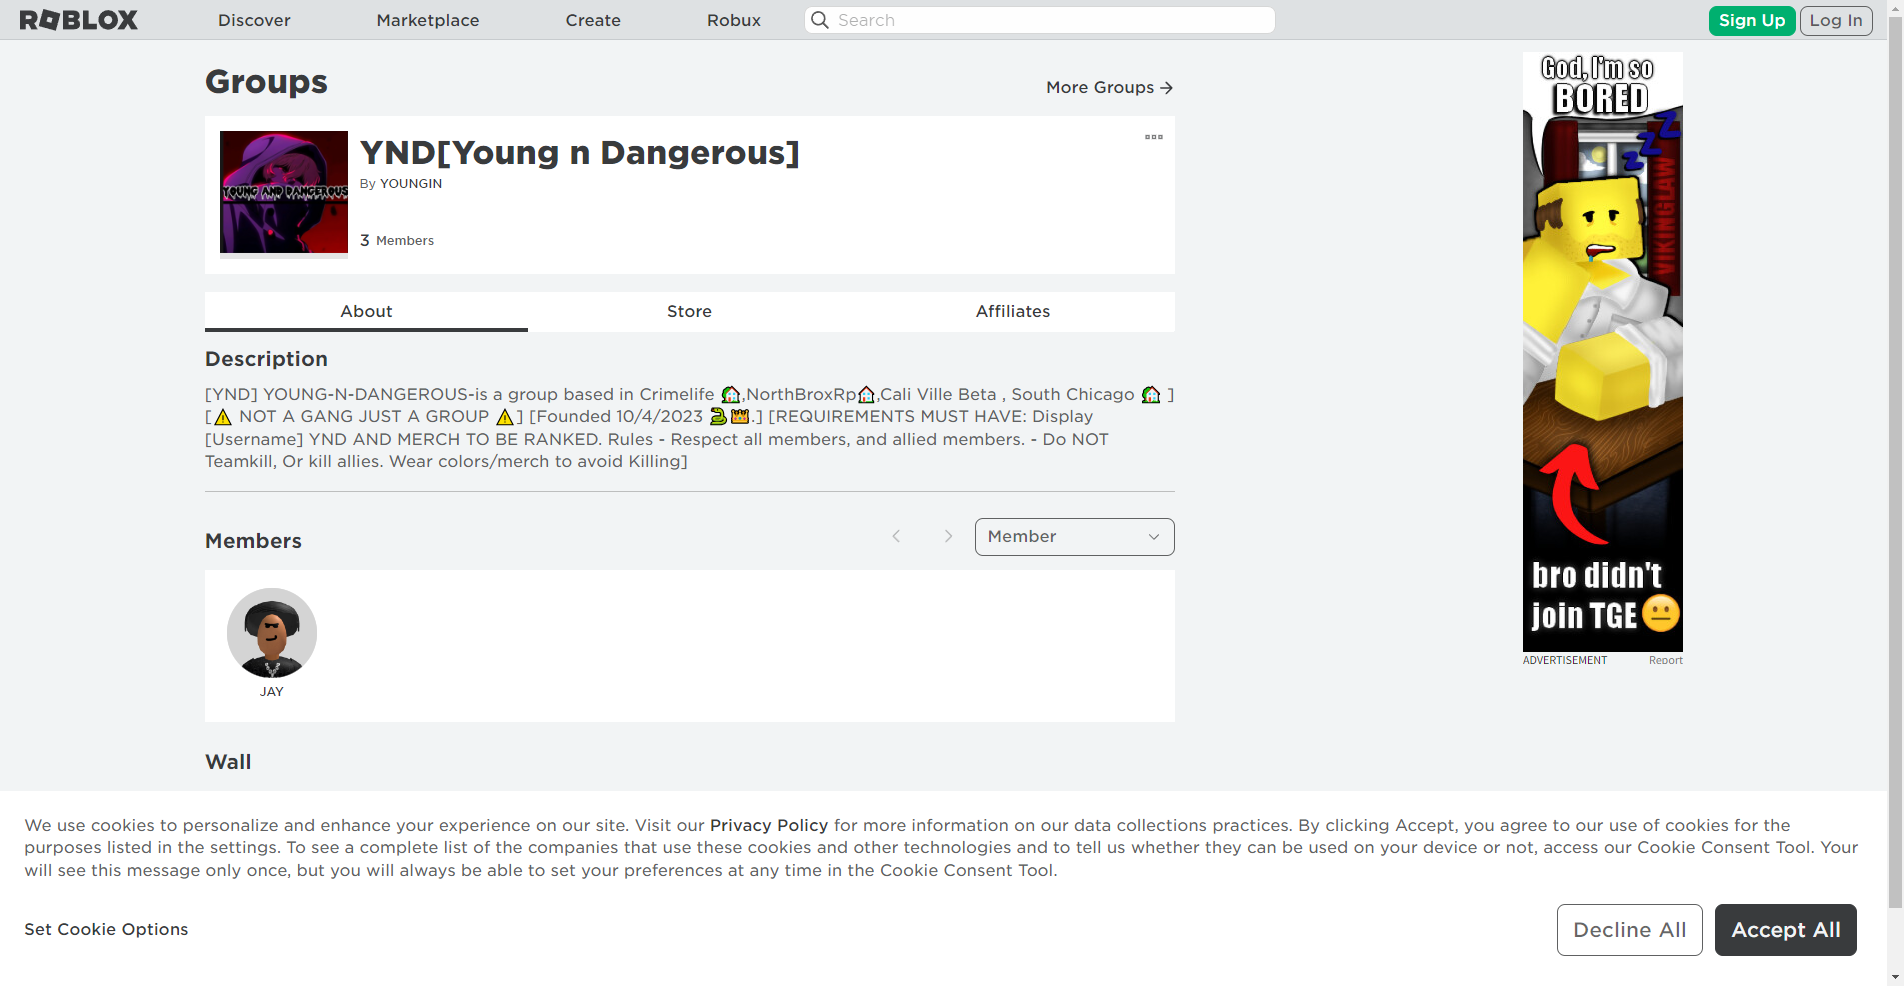 ROBLOX
Discover
Marketplace
Create
Robux
Search
Sign Up
Log In
Groups
More Groups →
YOUNG AND DANGEROUS
YND[Young n Dangerous]
By YOUNGIN
3 Members
About
Store
Affiliates
Description
[YND] YOUNG-N-DANGEROUS-is a group based in Crimelife 🏡,NorthBroxRp🏠,Cali Ville Beta , South Chicago 🏡 ]
[⚠️ NOT A GANG JUST A GROUP ⚠️] [Founded 10/4/2023 🐍👑.] [REQUIREMENTS MUST HAVE: Display
[Username] YND AND MERCH TO BE RANKED. Rules - Respect all members, and allied members. - Do NOT
Teamkill, Or kill allies. Wear colors/merch to avoid Killing]
Members
Member
JAY
Wall
God, I'm so
BORED
zzZ
VIKINGLAW
bro didn't
join TGE 😐
ADVERTISEMENT
Report
We use cookies to personalize and enhance your experience on our site. Visit our Privacy Policy for more information on our data collections practices. By clicking Accept, you agree to our use of cookies for the
purposes listed in the settings. To see a complete list of the companies that use these cookies and other technologies and to tell us whether they can be used on your device or not, access our Cookie Consent Tool. Your
will see this message only once, but you will always be able to set your preferences at any time in the Cookie Consent Tool.
Set Cookie Options
Decline All
Accept All